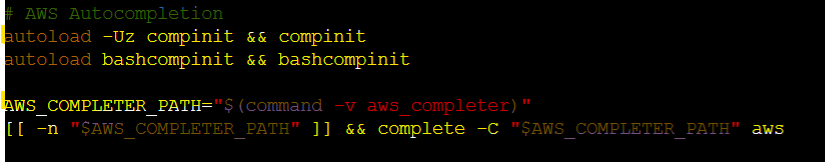 # AWS Autocompletion
autoload -Uz compinit && compinit
autoload bashcompinit && bashcompinit
AWS_COMPLETER_PATH="$(command -v aws_completer)"
[[ -n "$AWS_COMPLETER_PATH" ]] && complete -C "$AWS_COMPLETER_PATH" aws